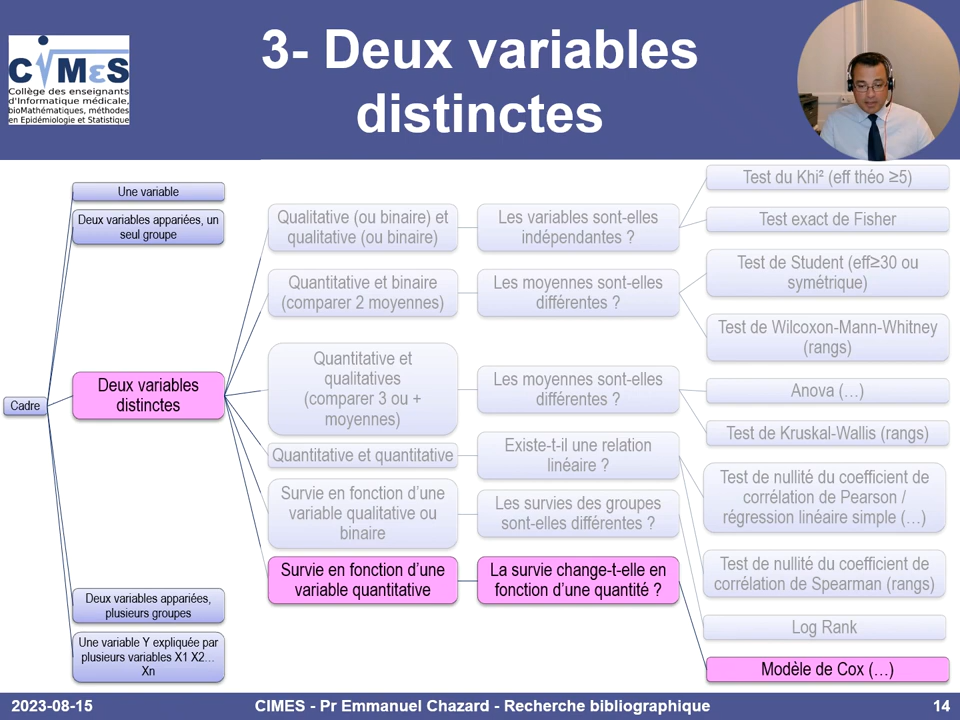 3- Deux variables
distinctes
CiMεS
Collège des enseignants
d'Informatique médicale,
bioMathématiques, méthodes
en Epidémiologie et Statistique
Cadre
Une variable
Deux variables appariées, un
seul groupe
Deux variables
distinctes
Deux variables appariées,
plusieurs groupes
Une variable Y expliquée par
plusieurs variables X1 X2…
Xn
Qualitative (ou binaire) et
qualitative (ou binaire)
Les variables sont-elles
indépendantes ?
Test du Khi² (eff théo ≥5)
Test exact de Fisher
Quantitative et binaire
(comparer 2 moyennes)
Les moyennes sont-elles
différentes ?
Test de Student (eff≥30 ou
symétrique)
Test de Wilcoxon-Mann-Whitney
(rangs)
Quantitative et
qualitatives
(comparer 3 ou +
moyennes)
Les moyennes sont-elles
différentes ?
Anova (…)
Test de Kruskal-Wallis (rangs)
Quantitative et quantitative
Existe-t-il une relation
linéaire ?
Test de nullité du coefficient de
corrélation de Pearson /
régression linéaire simple (…)
Test de nullité du coefficient de
corrélation de Spearman (rangs)
Survie en fonction d'une
variable qualitative ou
binaire
Les survies des groupes
sont-elles différentes ?
Log Rank
Survie en fonction d'une
variable quantitative
La survie change-t-elle en
fonction d'une quantité ?
Modèle de Cox (…)
2023-08-15
CIMES - Pr Emmanuel Chazard - Recherche bibliographique
14